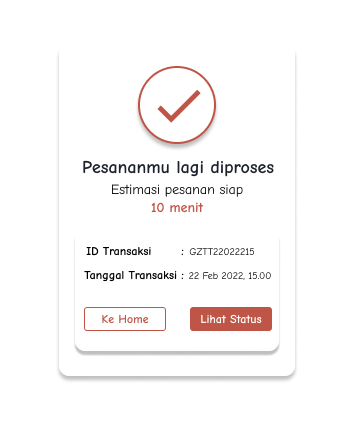 Pesananmu lagi diproses
Estimasi pesanan siap
10 menit
ID Transaksi : GZTT22022215
Tanggal Transaksi : 22 Feb 2022, 15.00
Ke Home Lihat Status